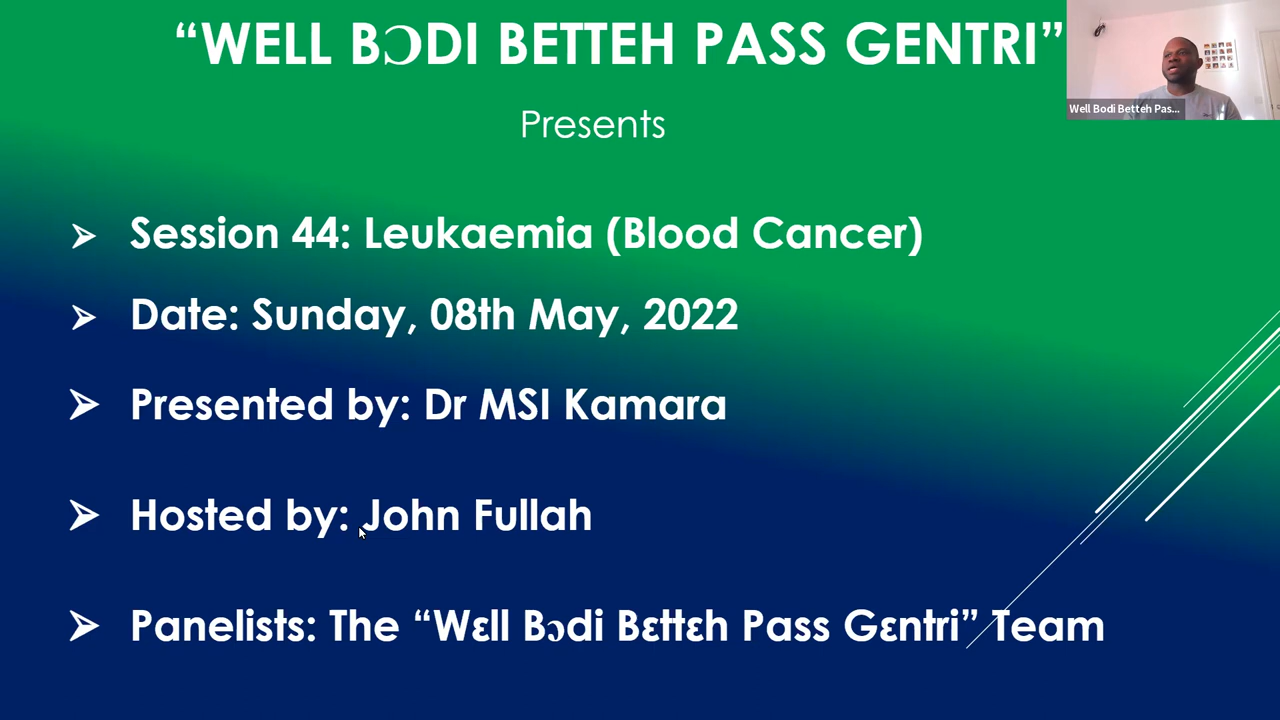 “WELL BƆDI BETTEH PASS GENTRI”
Well Bodi Betteh Pas...
Presents
➢ Session 44: Leukaemia (Blood Cancer)
➢ Date: Sunday, 08th May, 2022
➢ Presented by: Dr MSI Kamara
➢ Hosted by: John Fullah
➢ Panelists: The “Wɛll Bɔdi Bɛttɛh Pass Gɛntri” Team